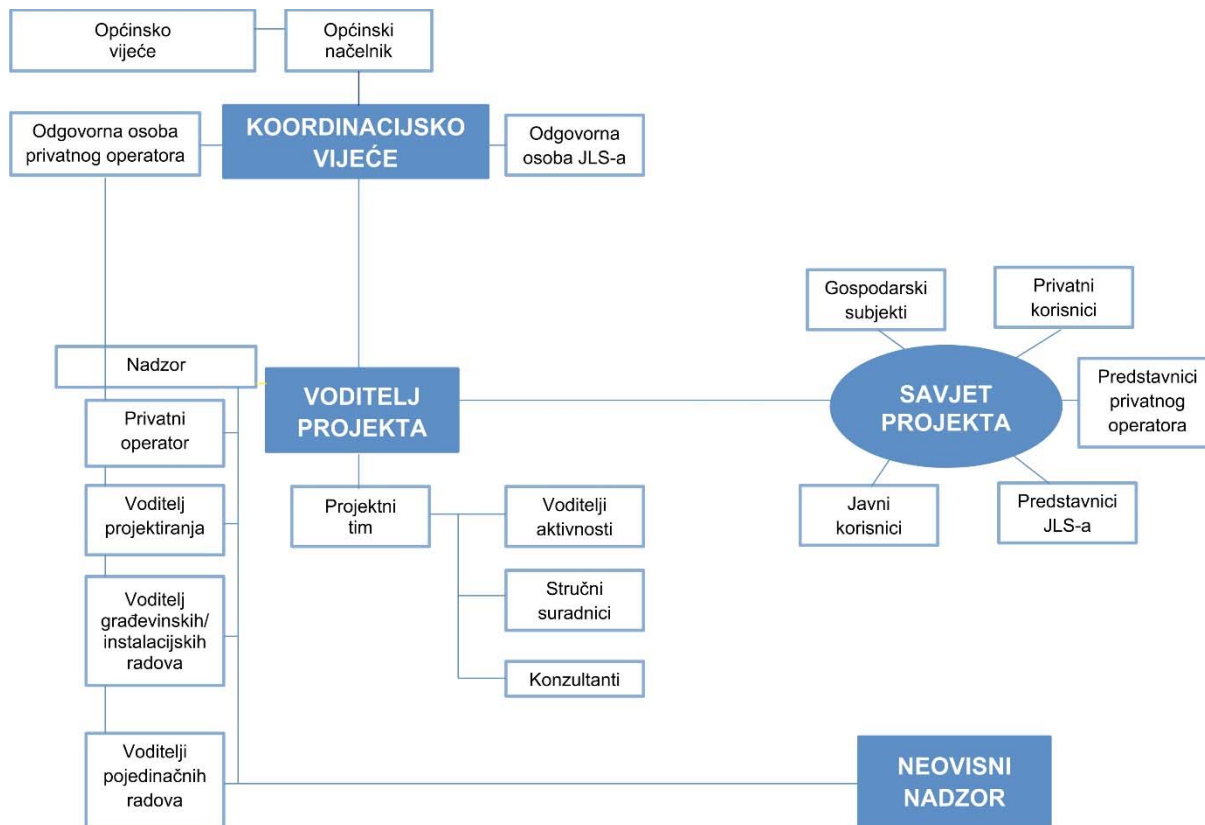 Općinsko
vijeće
Općinski
načelnik
Odgovorna osoba
privatnog operatora
KOORDINACIJSKO
VIJEĆE
Odgovorna
osoba JLS-a
Gospodarski
subjekti
Privatni
korisnici
Nadzor
VODITELJ
PROJEKTA
SAVJET
PROJEKTA
Predstavnici
privatnog
operatora
Privatni
operator
Voditelj
projektiranja
Projektni
tim
Voditelji
aktivnosti
Javni
korisnici
Predstavnici
JLS-a
Voditelj
građevinskih/
instalacijskih
radova
Stručni
suradnici
Konzultanti
Voditelji
pojedinačnih
radova
NEOVISNI
NADZOR